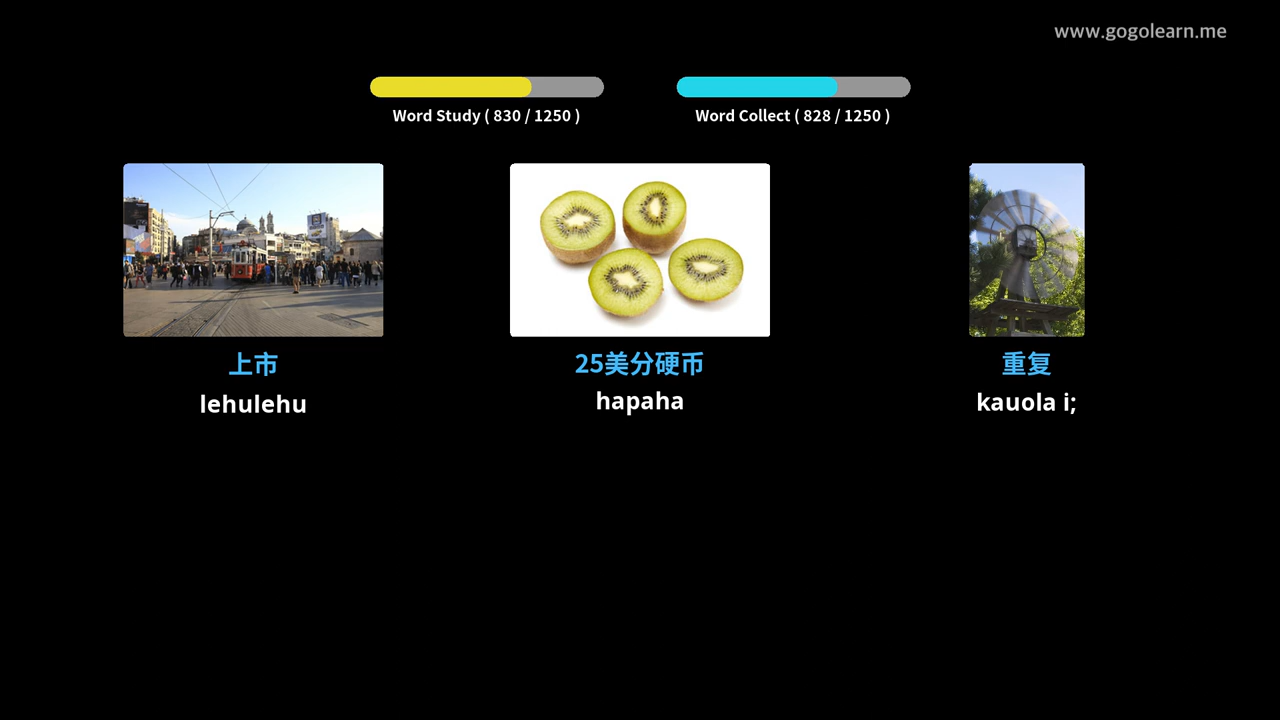 www.gogolearn.me
Word Study ( 830 / 1250 )
Word Collect ( 828 / 1250 )
上市
25美分硬币
重复
lehulehu
hapaha
kauola i;